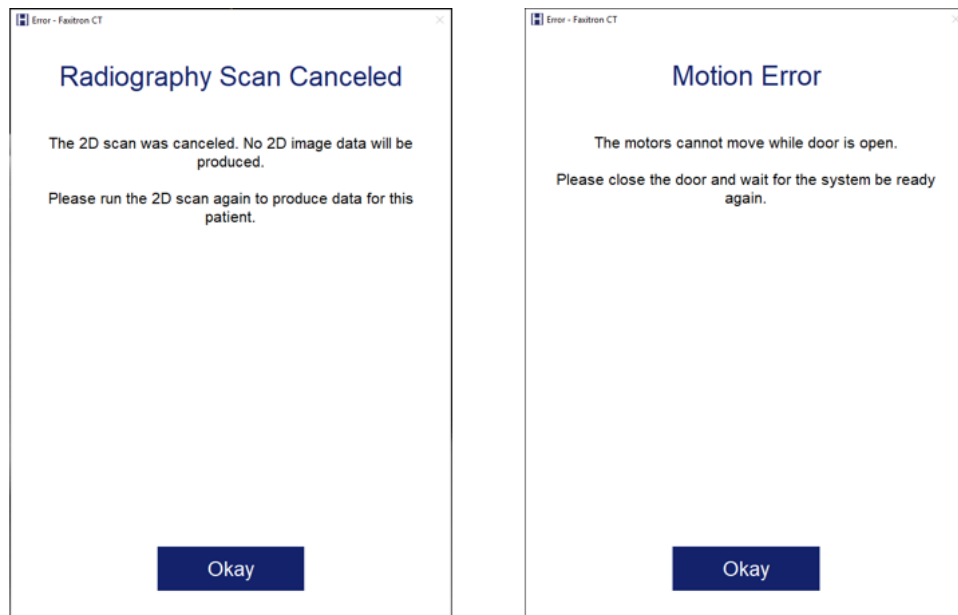 Error - Faxitron CT
Radiography Scan Canceled
The 2D scan was canceled. No 2D image data will be
produced.
Please run the 2D scan again to produce data for this
patient.
Okay
Error - Faxitron CT
Motion Error
The motors cannot move while door is open.
Please close the door and wait for the system be ready
again.
Okay